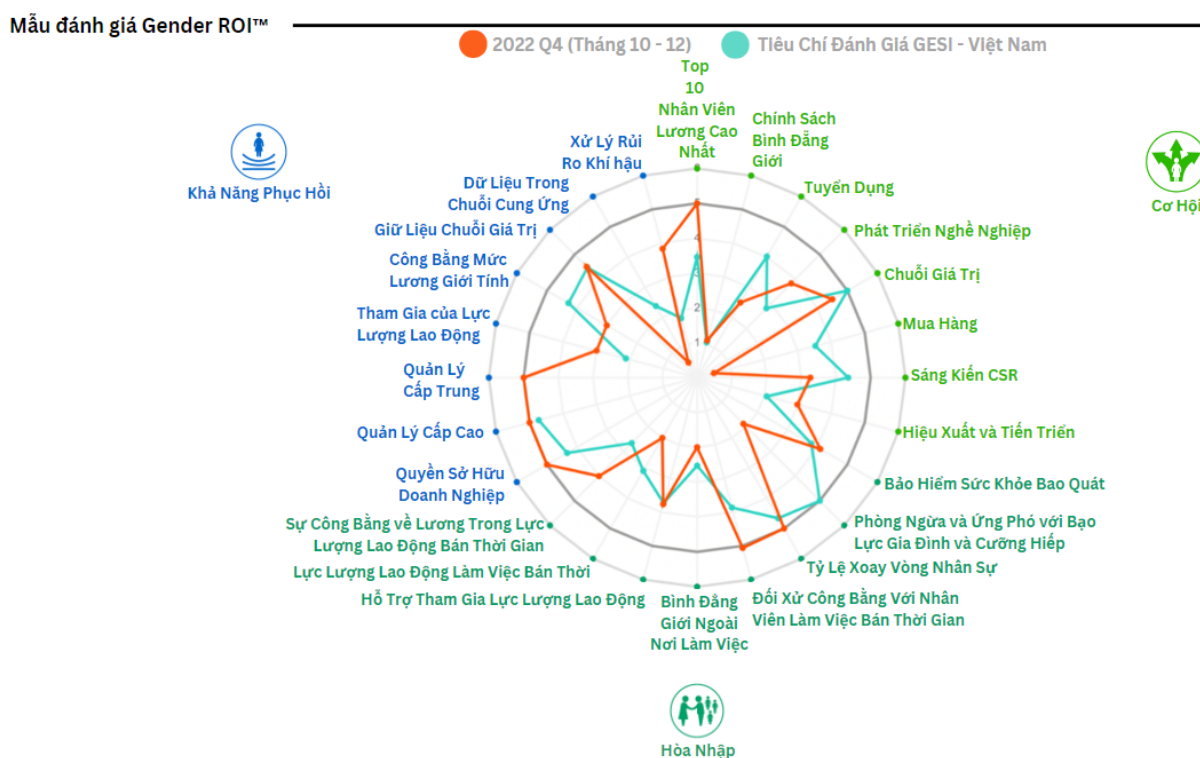 Mẫu đánh giá Gender ROI™
2022 Q4 (Tháng 10 - 12)
Tiêu Chí Đánh Giá GESI - Việt Nam
Top
10
Nhân Viên
Lương Cao
Nhất
Chính Sách
Bình Đẳng
Giới
Tuyển Dụng
Phát Triển Nghề Nghiệp
Chuỗi Giá Trị
Mua Hàng
Sáng Kiến CSR
Hiệu Xuất và Tiến Triển
Bảo Hiểm Sức Khỏe Bao Quát
Phòng Ngừa và Ứng Phó với Bạo
Lực Gia Đình và Cưỡng Hiếp
Tỷ Lệ Xoay Vòng Nhân Sự
Đối Xử Công Bằng Với Nhân
Viên Làm Việc Bán Thời Gian
Bình Đẳng
Giới Ngoài
Nơi Làm Việc
Hỗ Trợ Tham Gia Lực Lượng Lao Động
Lực Lượng Lao Động Làm Việc Bán Thời
Sự Công Bằng về Lương Trong Lực
Lượng Lao Động Bán Thời Gian
Quyền Sở Hữu
Doanh Nghiệp
Quản Lý Cấp Cao
Quản Lý
Cấp Trung
Tham Gia của Lực
Lượng Lao Động
Công Bằng Mức
Lương Giới Tính
Giữ Liệu Chuỗi Giá Trị
Dữ Liệu Trong
Chuỗi Cung Ứng
Xử Lý Rủi
Ro Khí hậu
4
2
1
Khả Năng Phục Hồi
Cơ Hội
Hòa Nhập